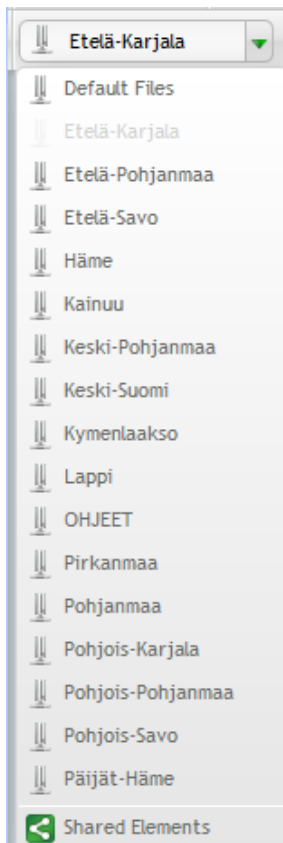 Etelä-Karjala
Default Files
Etelä-Karjala
Etelä-Pohjanmaa
Etelä-Savo
Häme
Kainuu
Keski-Pohjanmaa
Keski-Suomi
Kymenlaakso
Lappi
OHJEET
Pirkanmaa
Pohjanmaa
Pohjois-Karjala
Pohjois-Pohjanmaa
Pohjois-Savo
Päijät-Häme
Shared Elements